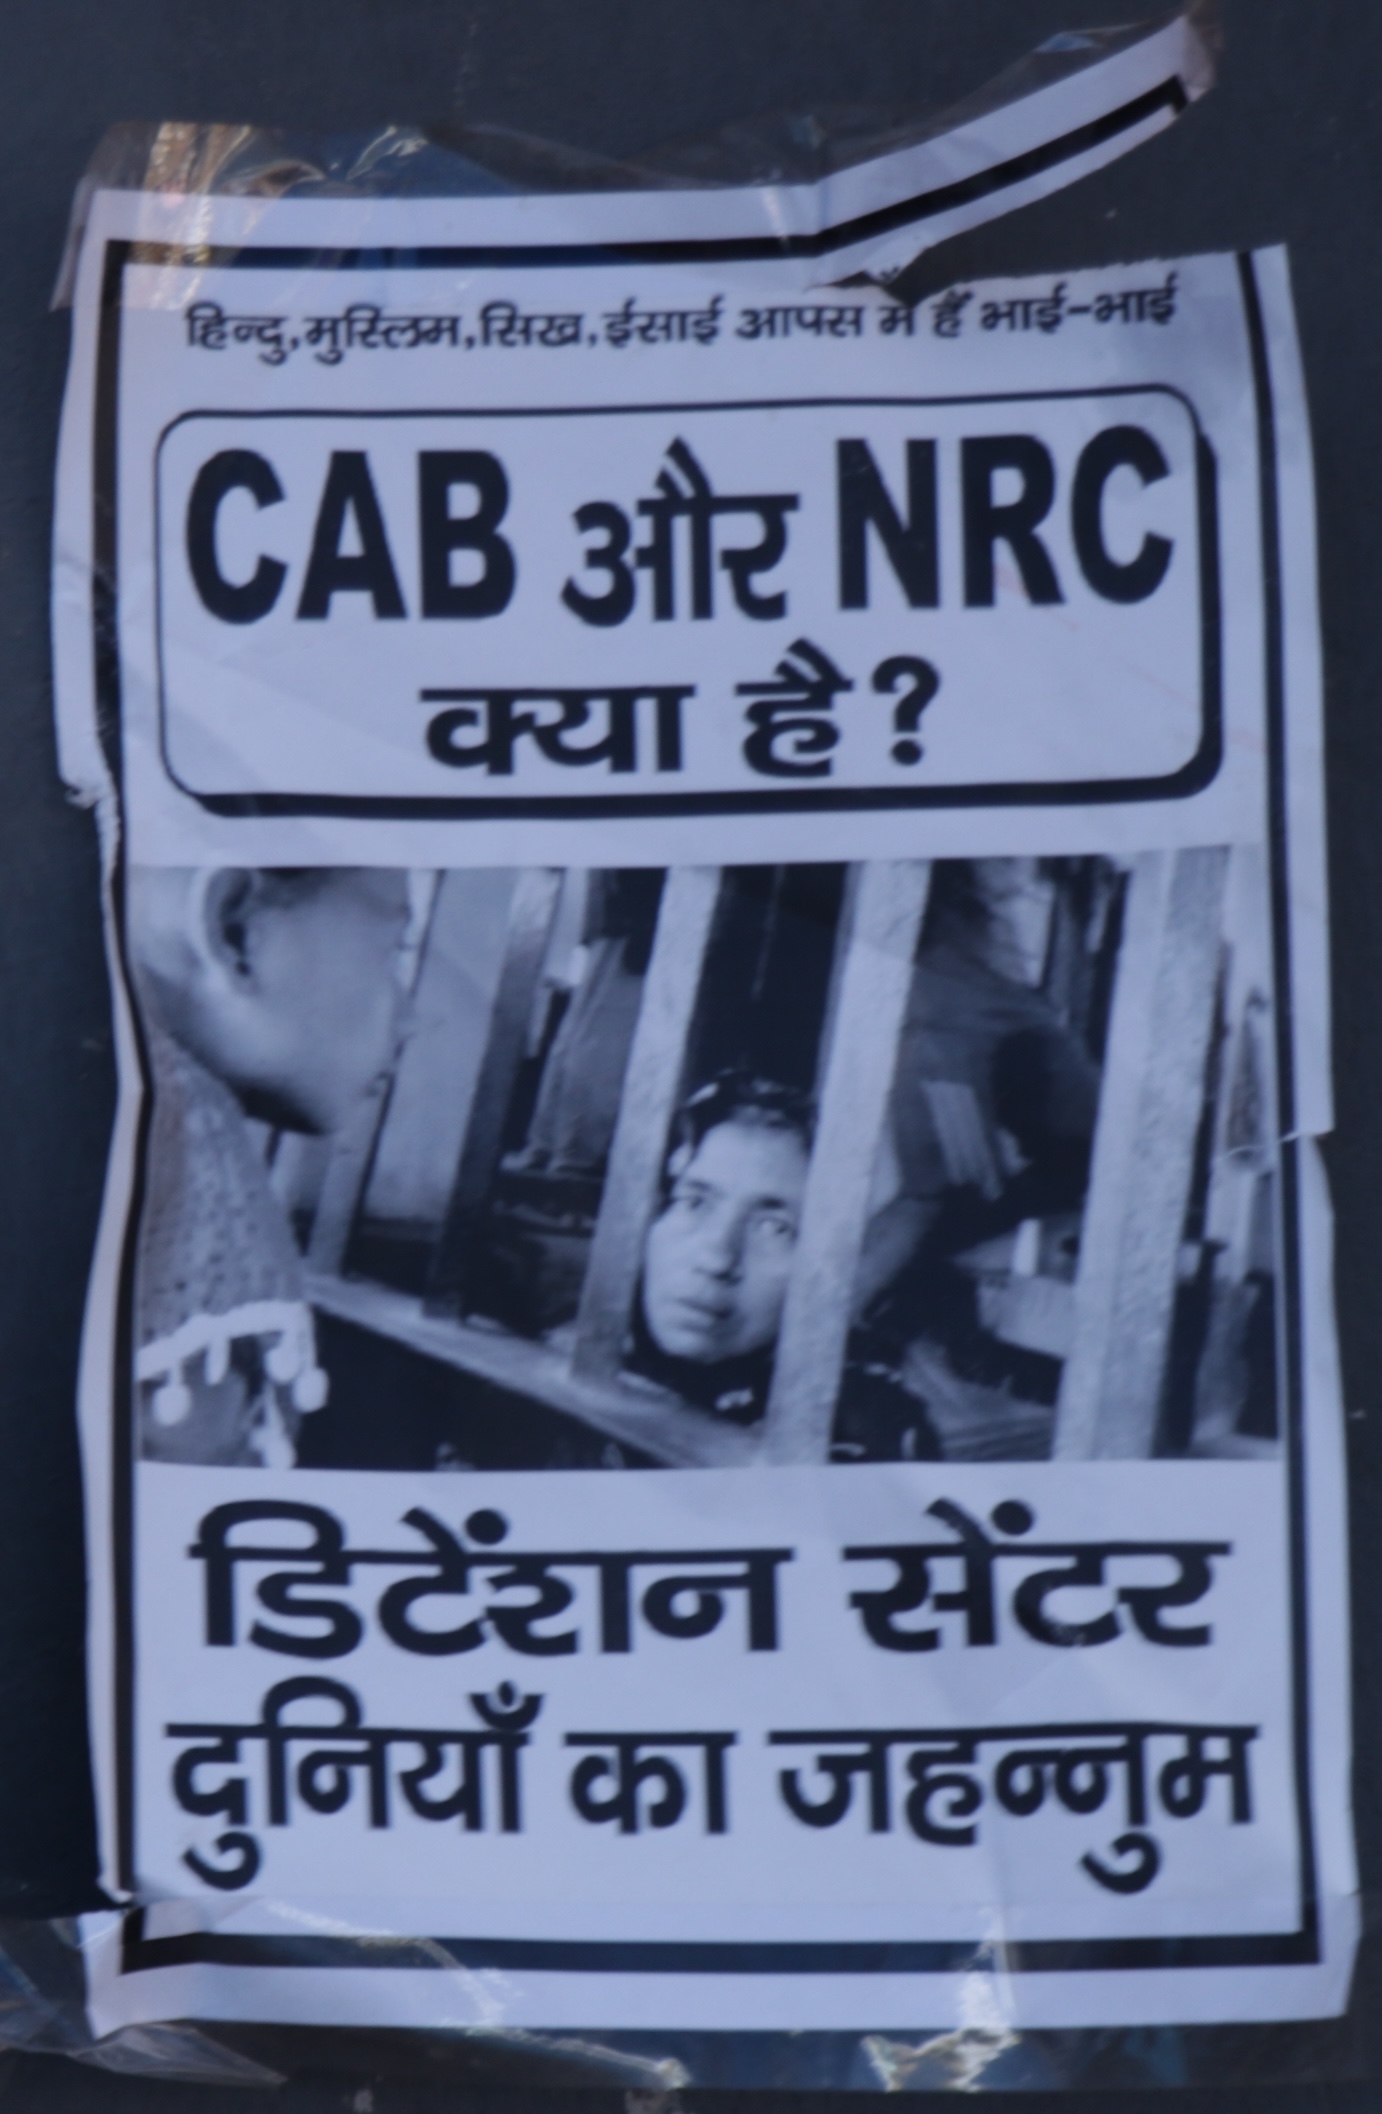 हिन्दु,मुस्लिम,सिख,ईसाई आपस में हैं भाई-भाई
CAB और NRC
क्या है?
डिटेंशन सेंटर
दुनियाँ का जहन्नुम